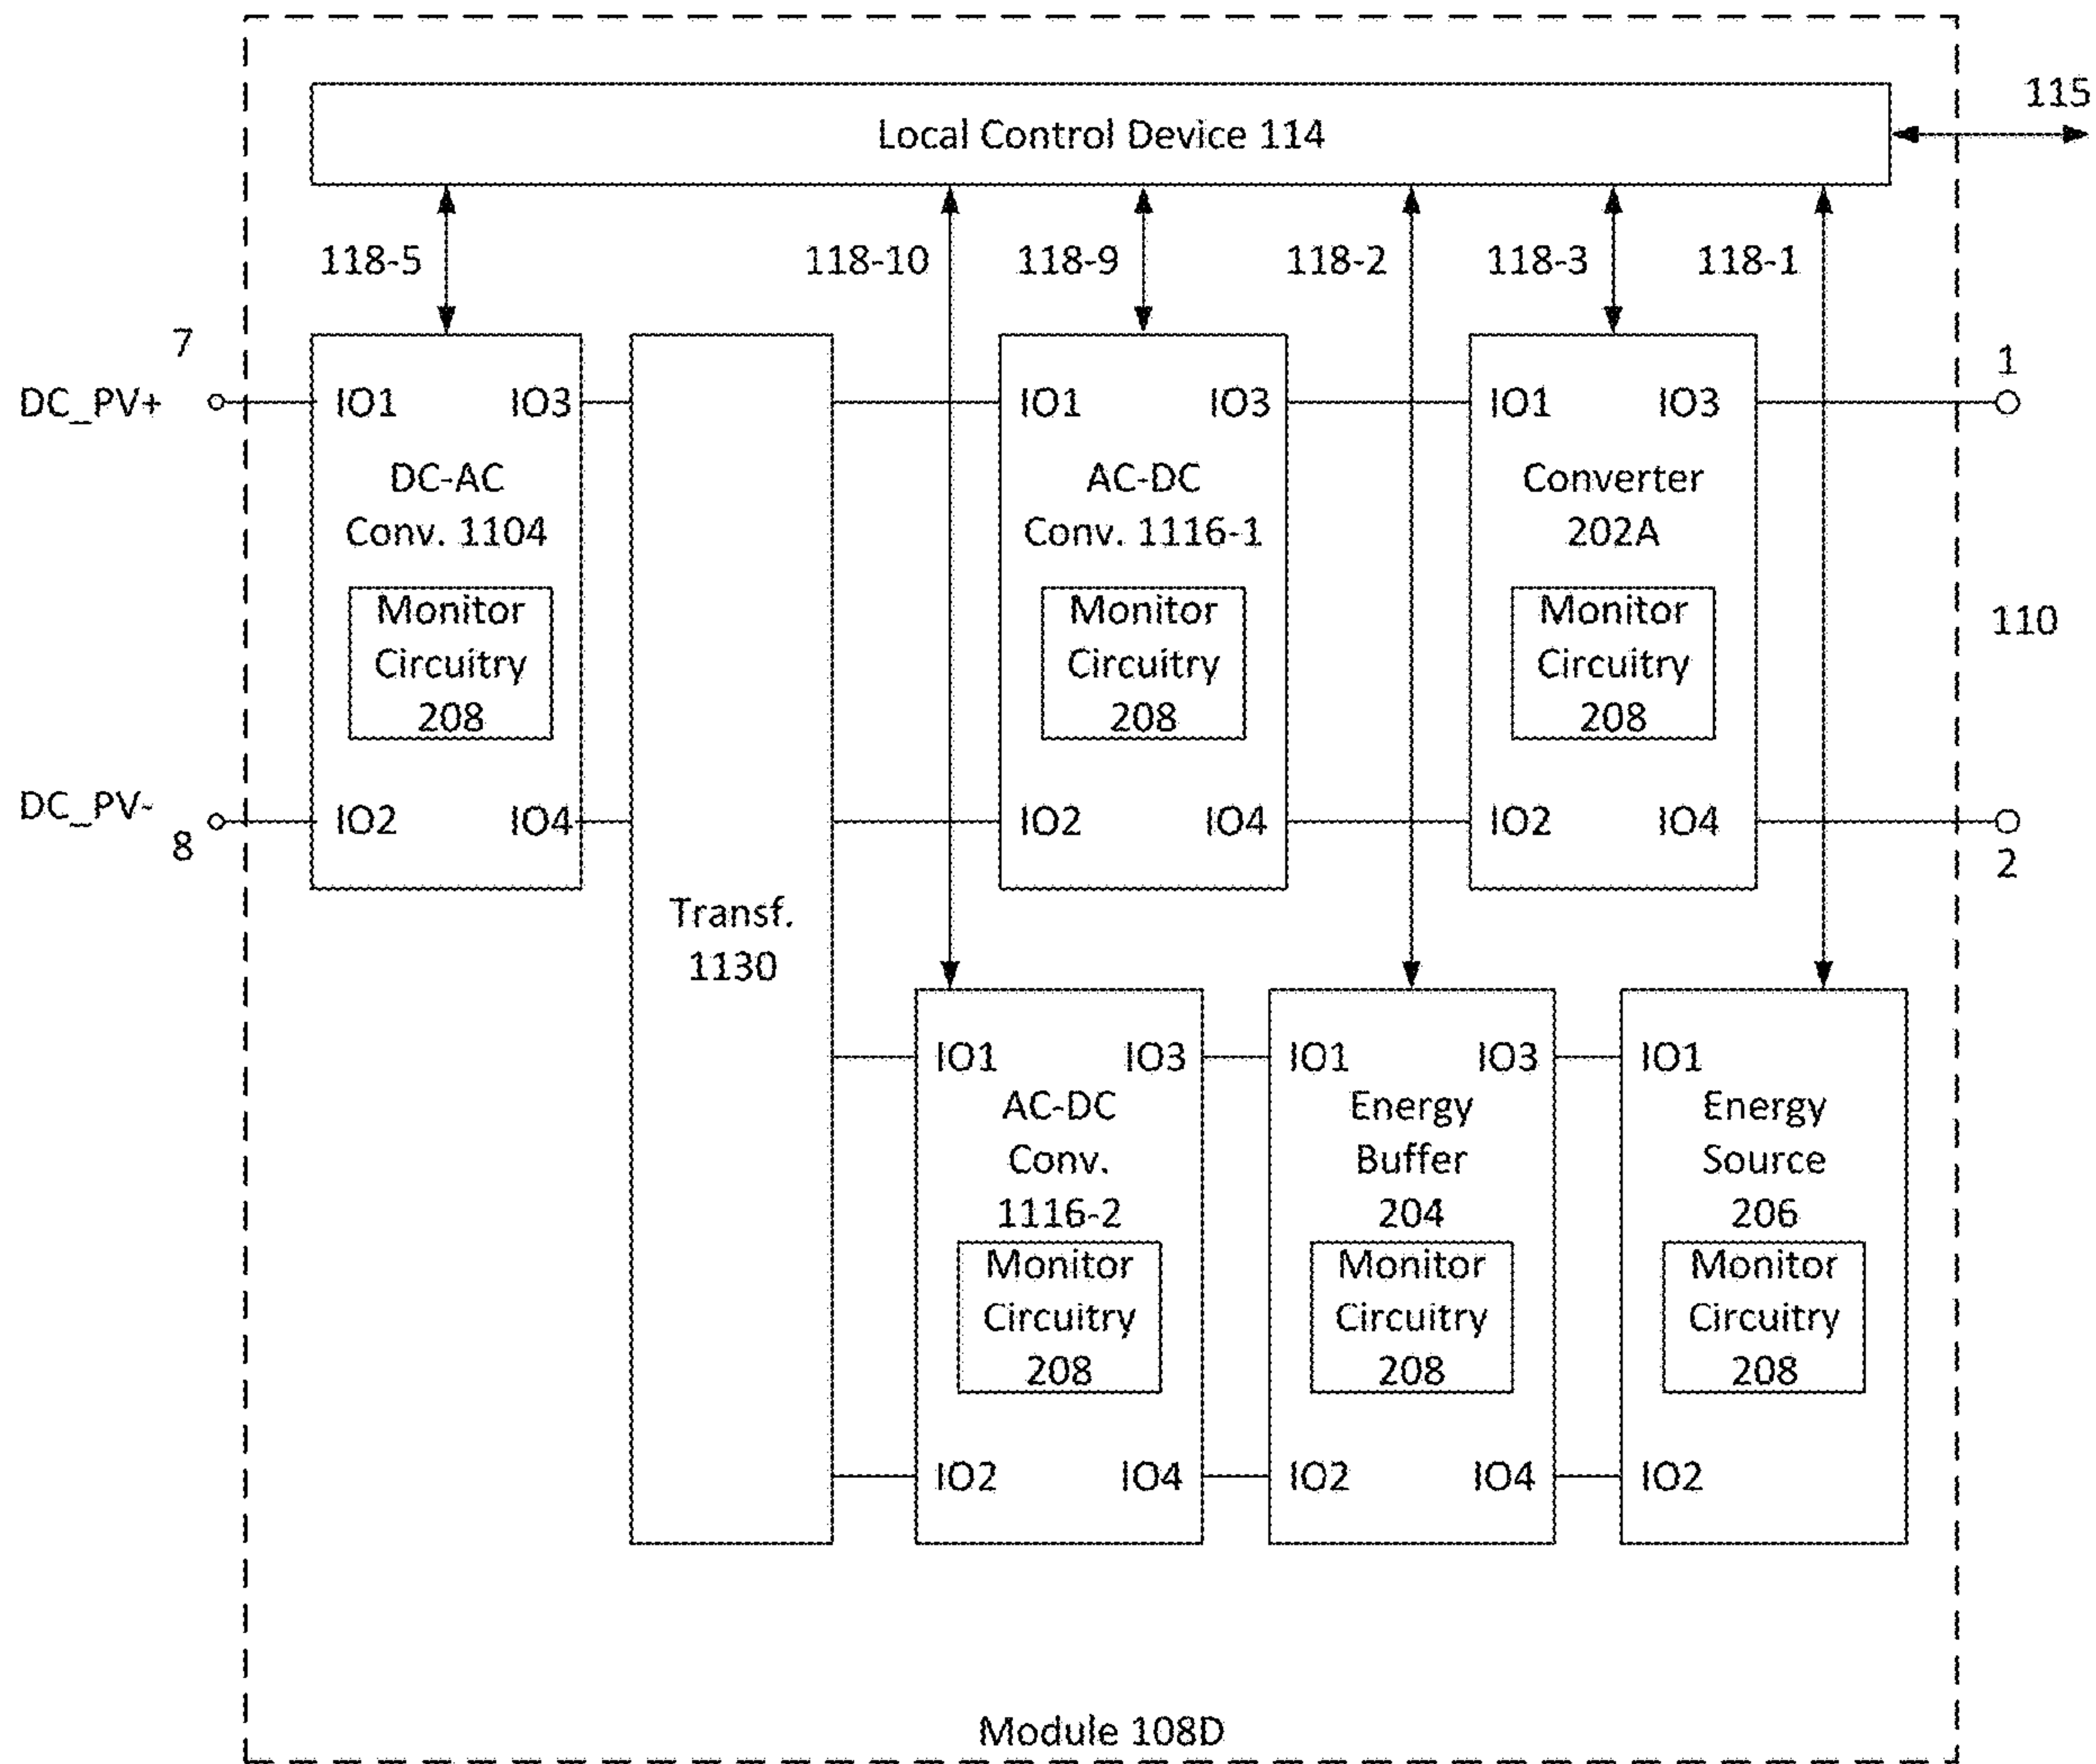 115
Local Control Device 114
118-5
118-10
118-9
118-2
118-3
118-1
7
1
DC_PV+
IO1
IO3
IO1
IO3
IO1
IO3
DC-AC
Conv. 1104
AC-DC
Conv. 1116-1
Converter
202A
Monitor
Circuitry
208
Monitor
Circuitry
208
Monitor
Circuitry
208
110
DC_PV-
8
IO2
IO4
IO2
IO4
IO2
IO4
2
Transf.
1130
IO1
IO3
IO1
IO3
IO1
AC-DC
Conv.
1116-2
Energy
Buffer
204
Energy
Source
206
Monitor
Circuitry
208
Monitor
Circuitry
208
Monitor
Circuitry
208
IO2
IO4
IO2
IO4
IO2
Module 108D